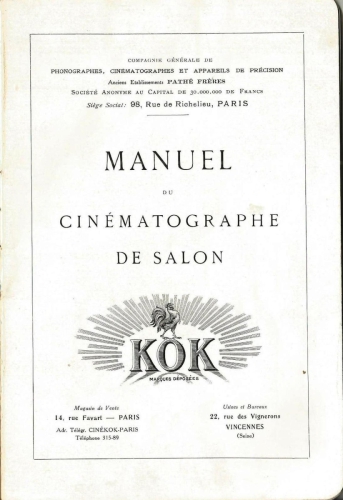 COMPAGNIE GÉNÉRALE DE
PHONOGRAPHES, CINÉMATOGRAPHES ET APPAREILS DE PRÉCISION
Anciens Etablissements PATHÉ FRÈRES
SOCIÉTÉ ANONYME AU CAPITAL DE 30.000.000 DE FRANCS
Siège Social: 98, Rue de Richelieu, PARIS
MANUEL
DU
CINÉMATOGRAPHE
DE SALON
KOK
MARQUES DÉPOSÉES
Magasin de Vente
14, rue Favart — PARIS
Adr. Télégr. CINÉKOK-PARIS
Téléphone 315-89
Usines et Bureaux
22, rue des Vignerons
VINCENNES
(Seine)